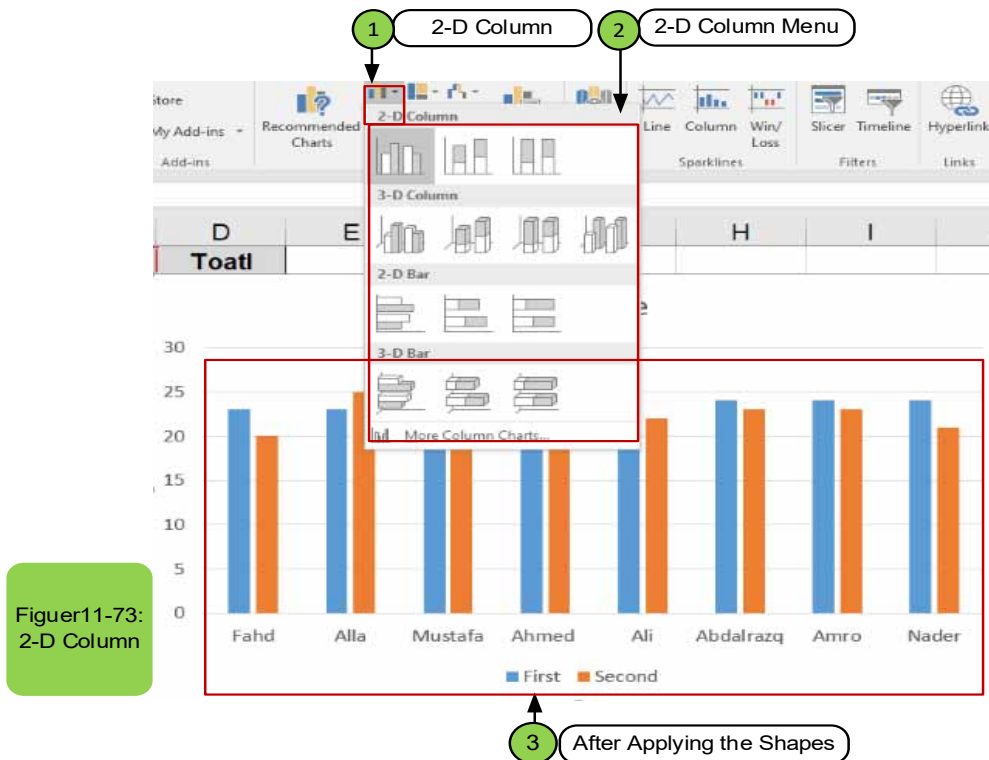 1
2-D Column
2
2-D Column Menu
Store
My Add-ins
Add-ins
Recommended
Charts
2-D Column
Line
Column
Win/
Loss
Sparklines
Slicer
Timeline
Filters
Hyperlink
Links
3-D Column
D
E
H
I
Toatl
2-D Bar
e
3-D Bar
More Column Charts...
30
25
20
15
10
5
0
Fahd
Alla
Mustafa
Ahmed
Ali
Abdalrazq
Amro
Nader
First
Second
Figuer11-73:
2-D Column
3
After Applying the Shapes